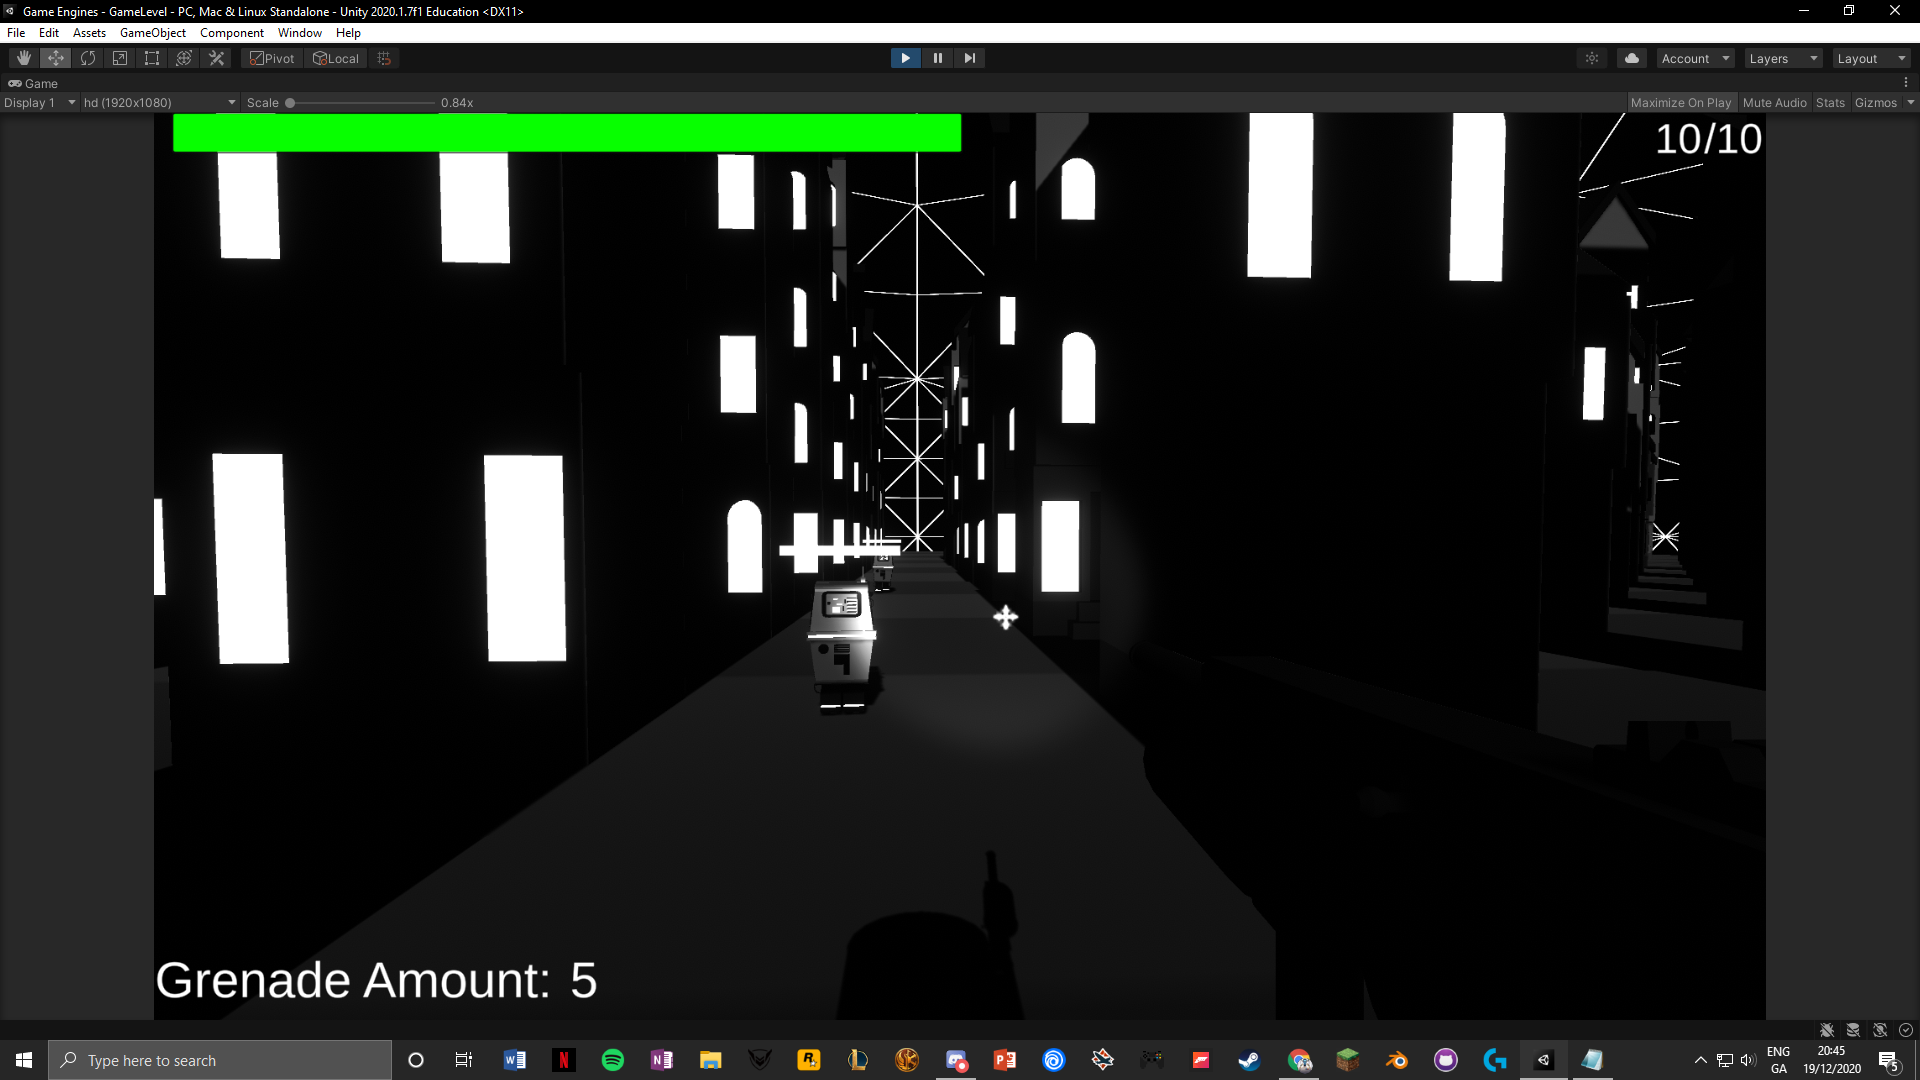 Game Engines - GameLevel - PC, Mac & Linux Standalone - Unity 2020.1.7f1 Education <DX11>
File Edit Assets GameObject Component Window Help
Pivot Local Account Layers Layout
Game
Display 1 hd (1920x1080) Scale 0.84x Maximize On Play Mute Audio Stats Gizmos
10/10
Grenade Amount: 5
Type here to search
ENG 20:45
GA 19/12/2020 5